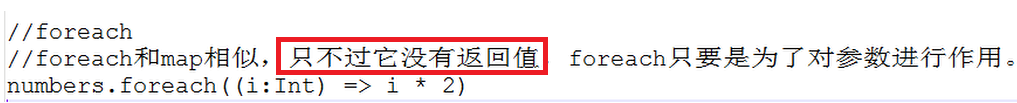 //foreach
//foreach和map相似，只不过它没有返回值 foreach只要是为了对参数进行作用。
numbers.foreach((i:Int) => i * 2)